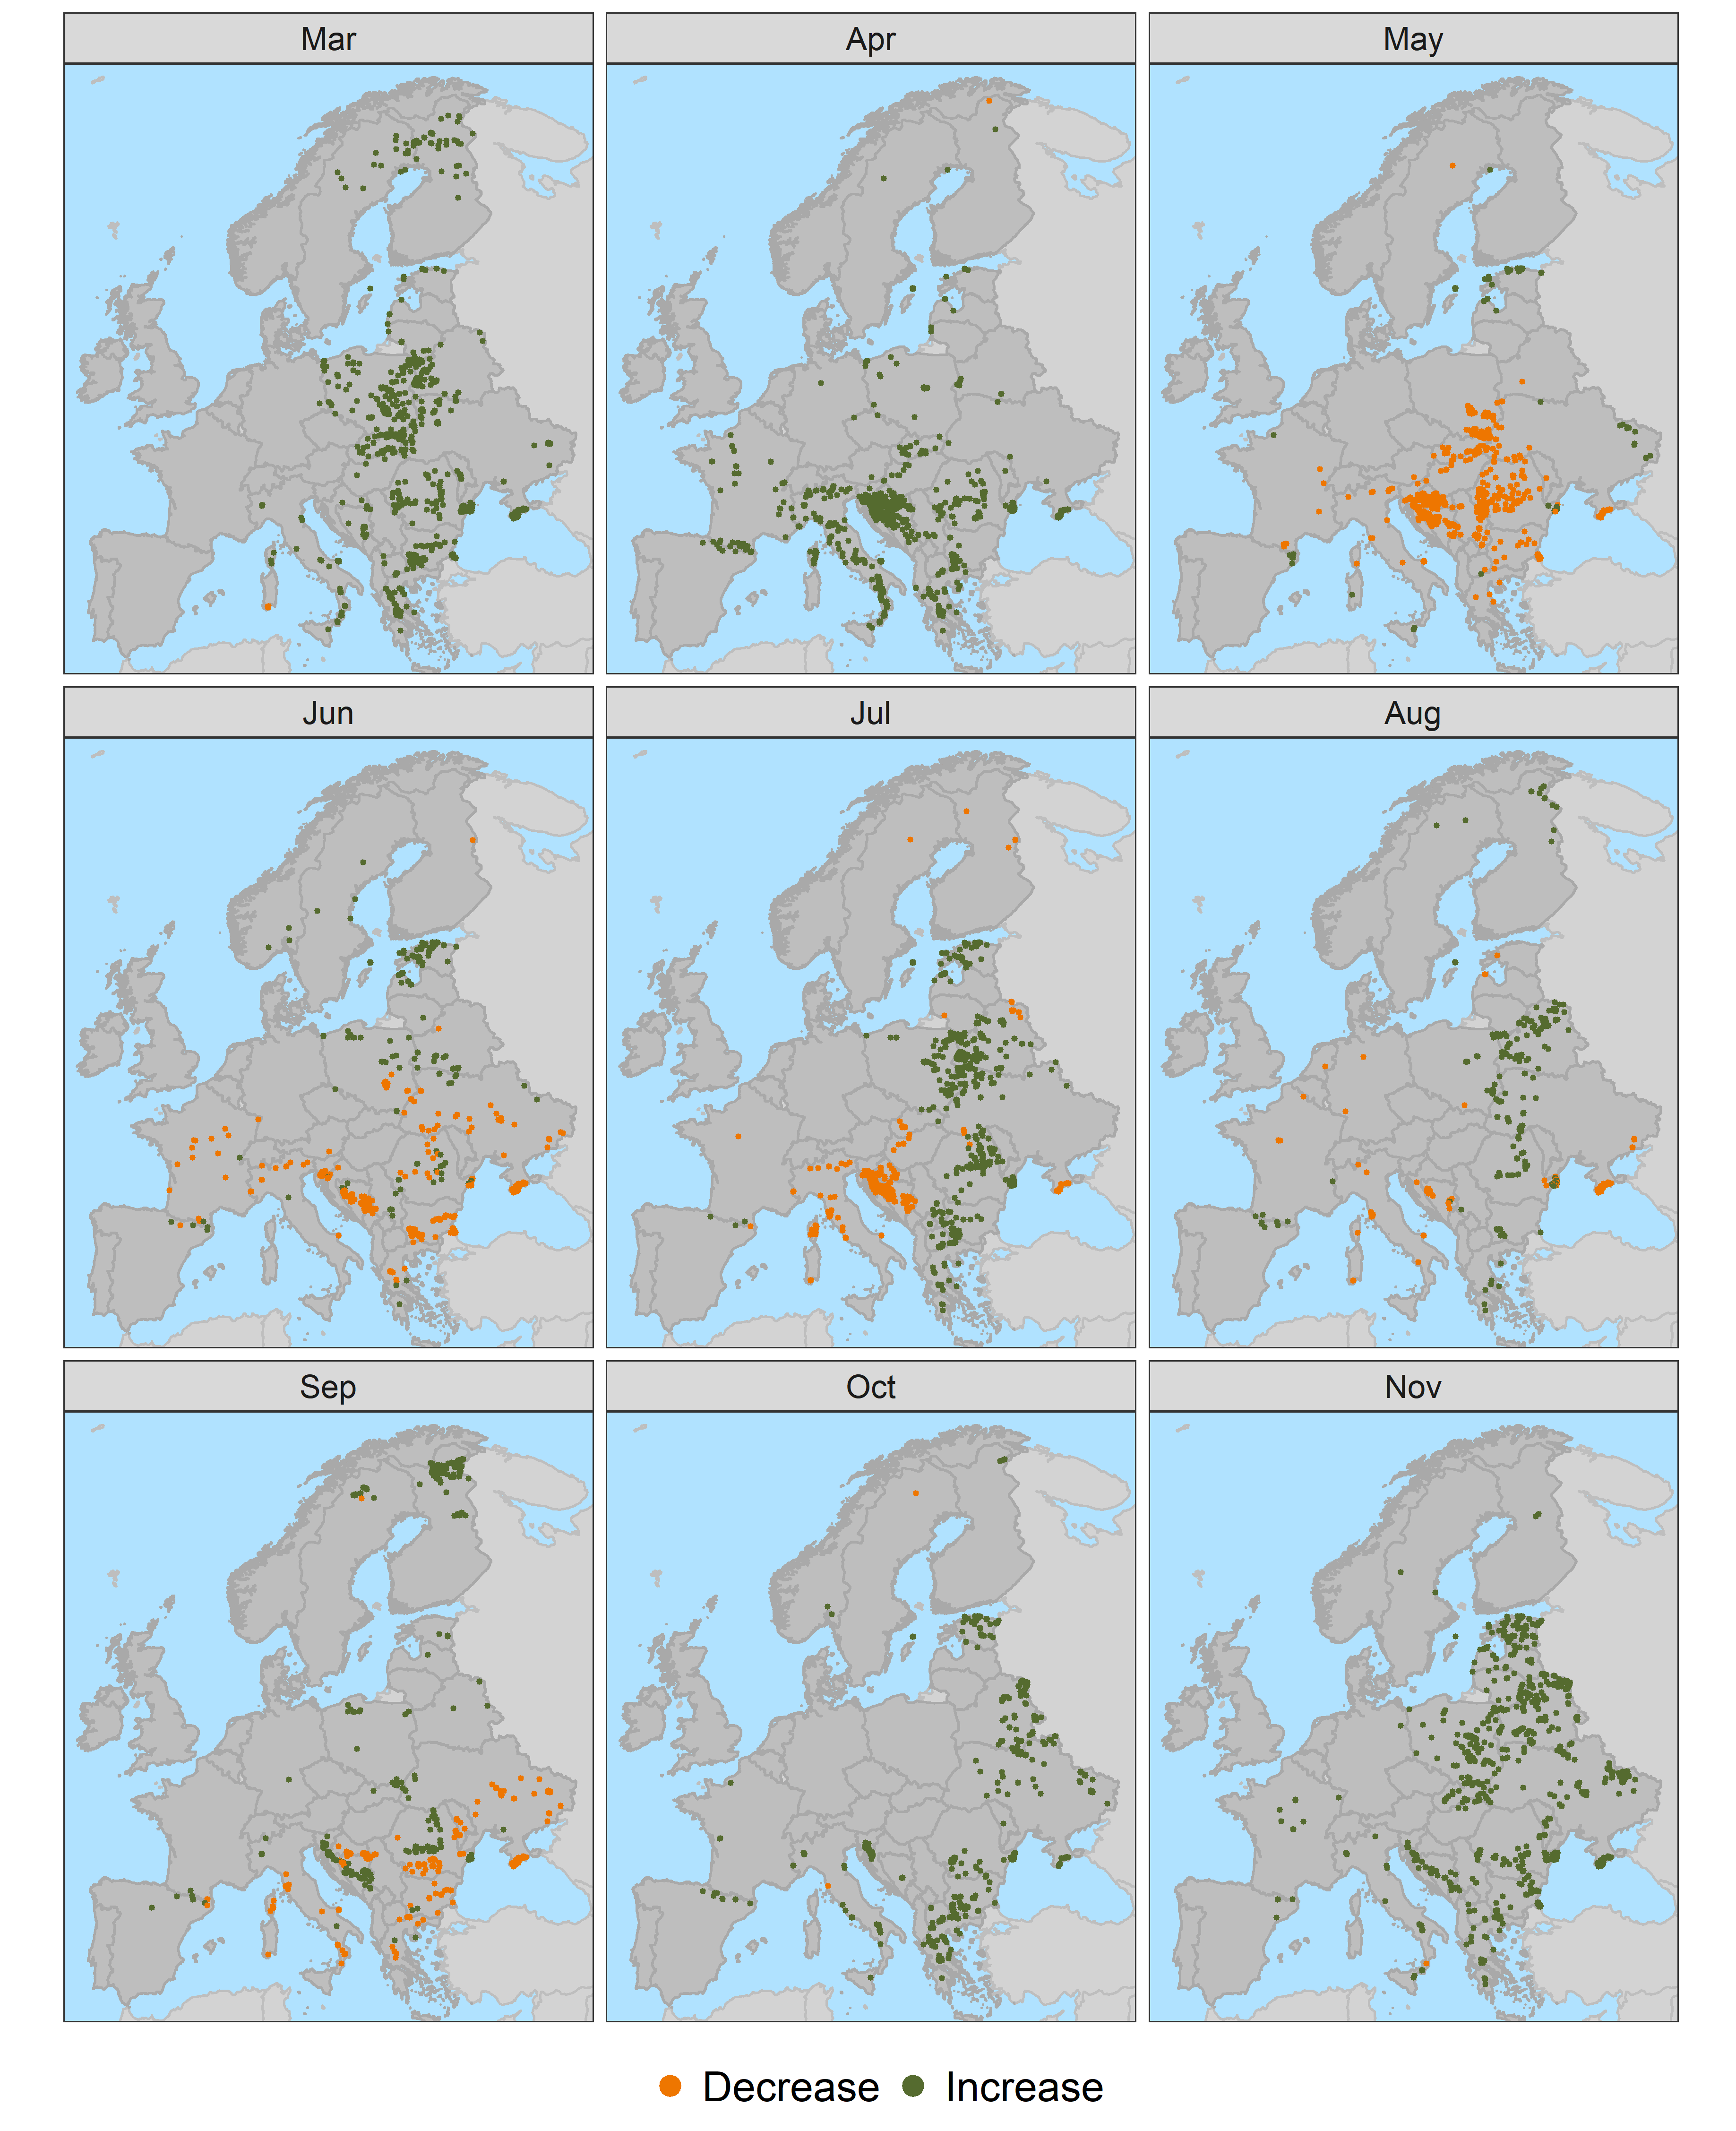 Mar
Apr
May
Jun
Jul
Aug
Sep
Oct
Nov
Decrease
Increase